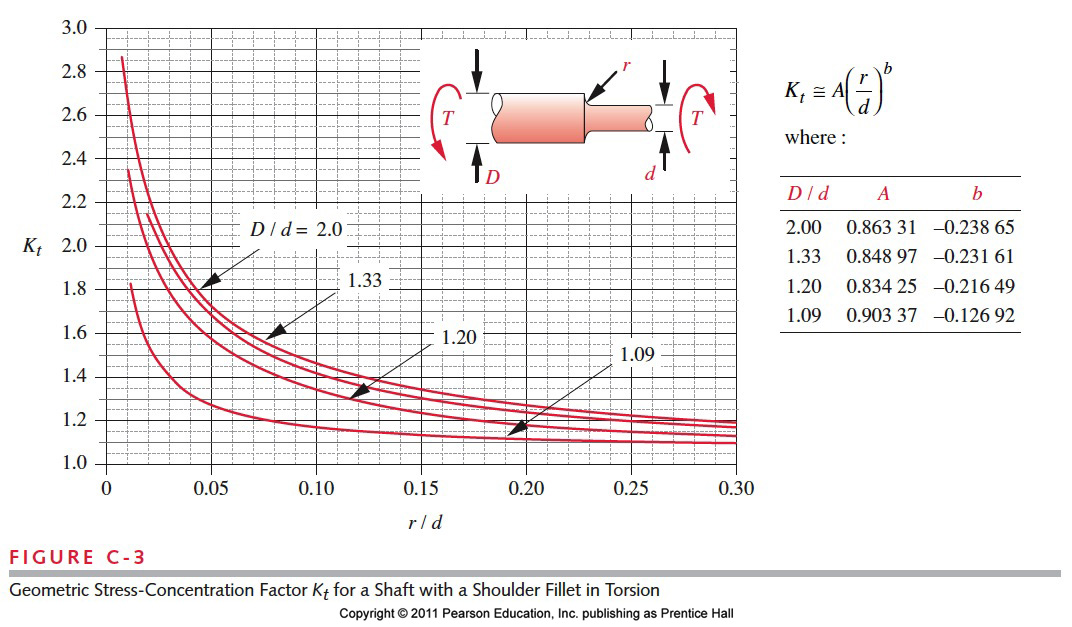 3.0
2.8
2.6
2.4
2.2
2.0
1.8
1.6
1.4
1.2
1.0
K_t
0
0.05
0.10
0.15
0.20
0.25
0.30
r / d
r
T
T
D
d
D / d = 2.0
1.33
1.20
1.09
K_t ≅ A(r/d)^b
where :
D / d A b
2.00 0.863 31 –0.238 65
1.33 0.848 97 –0.231 61
1.20 0.834 25 –0.216 49
1.09 0.903 37 –0.126 92
FIGURE C-3
Geometric Stress-Concentration Factor K_t for a Shaft with a Shoulder Fillet in Torsion
Copyright © 2011 Pearson Education, Inc. publishing as Prentice Hall